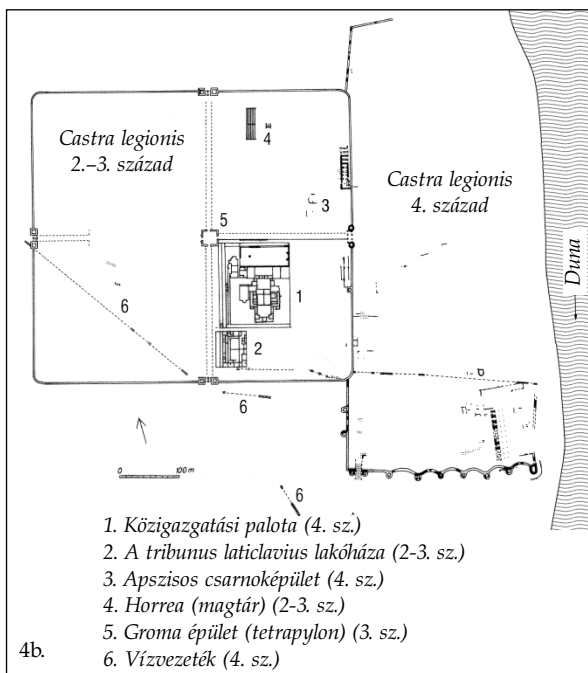 Castra legionis
2.–3. század
4
Castra legionis
4. század
3
5
Duna
6
1
2
6
0
100 m
6
1. Közigazgatási palota (4. sz.)
2. A tribunus laticlavius lakóháza (2-3. sz.)
3. Apszisos csarnoképület (4. sz.)
4. Horrea (magtár) (2-3. sz.)
5. Groma épület (tetrapylon) (3. sz.)
6. Vízvezeték (4. sz.)
4b.